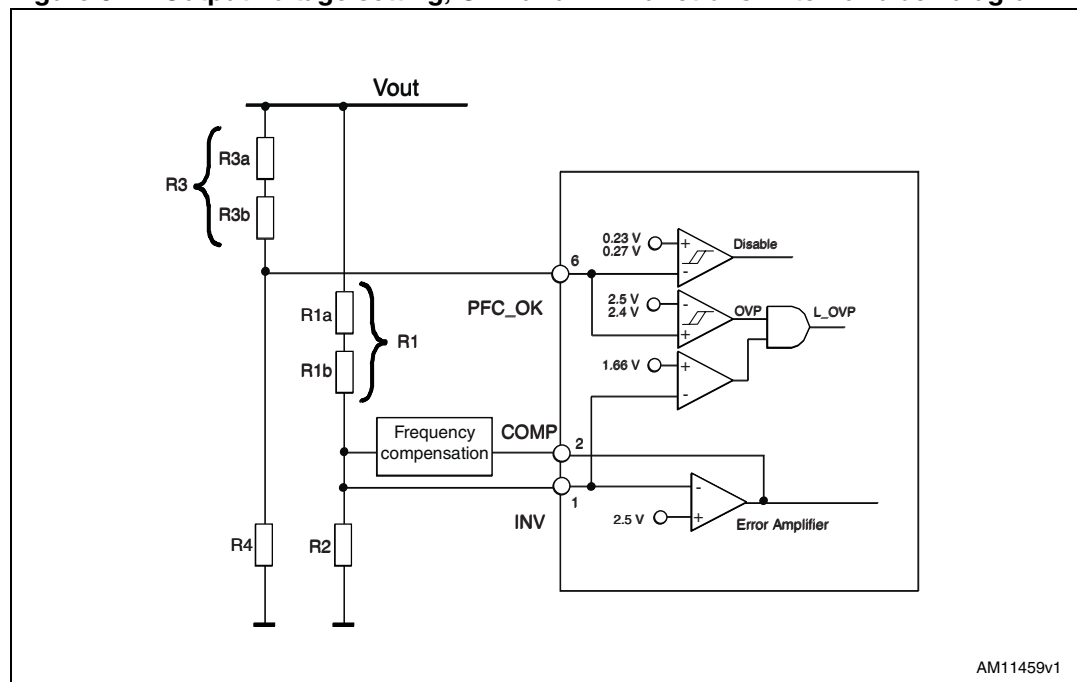 Vout
R3a
R3
R3b
0.23 V
0.27 V
+
-
Disable
6
PFC_OK
2.5 V
2.4 V
-
+
OVP
L_OVP
R1a
R1
R1b
1.66 V
+
-
Frequency
compensation
COMP
2
1
INV
-
2.5 V
+
Error Amplifier
R4
R2
AM11459v1